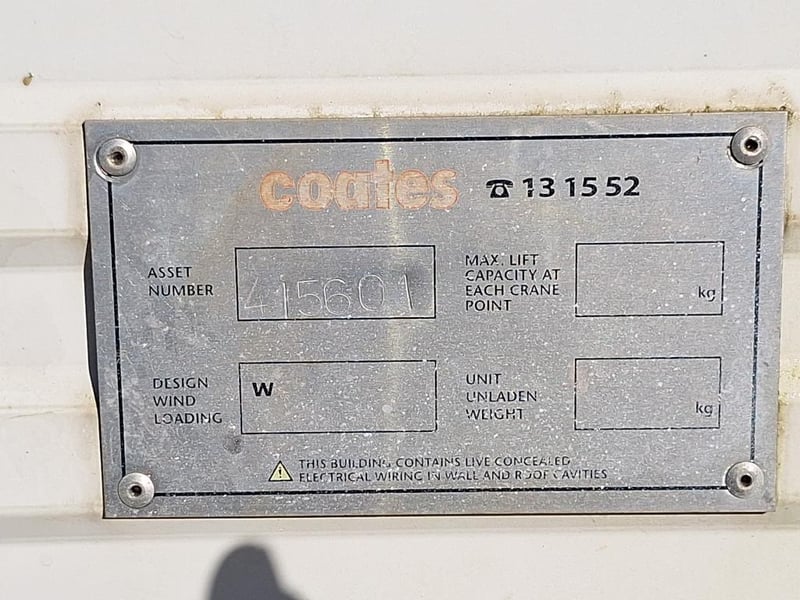 coates ☎ 13 15 52
ASSET
NUMBER
415601
MAX. LIFT
CAPACITY AT
EACH CRANE
POINT
kg
DESIGN
WIND
LOADING
W
UNIT
UNLADEN
WEIGHT
kg
THIS BUILDING CONTAINS LIVE CONCEALED
ELECTRICAL WIRING IN WALL AND ROOF CAVITIES